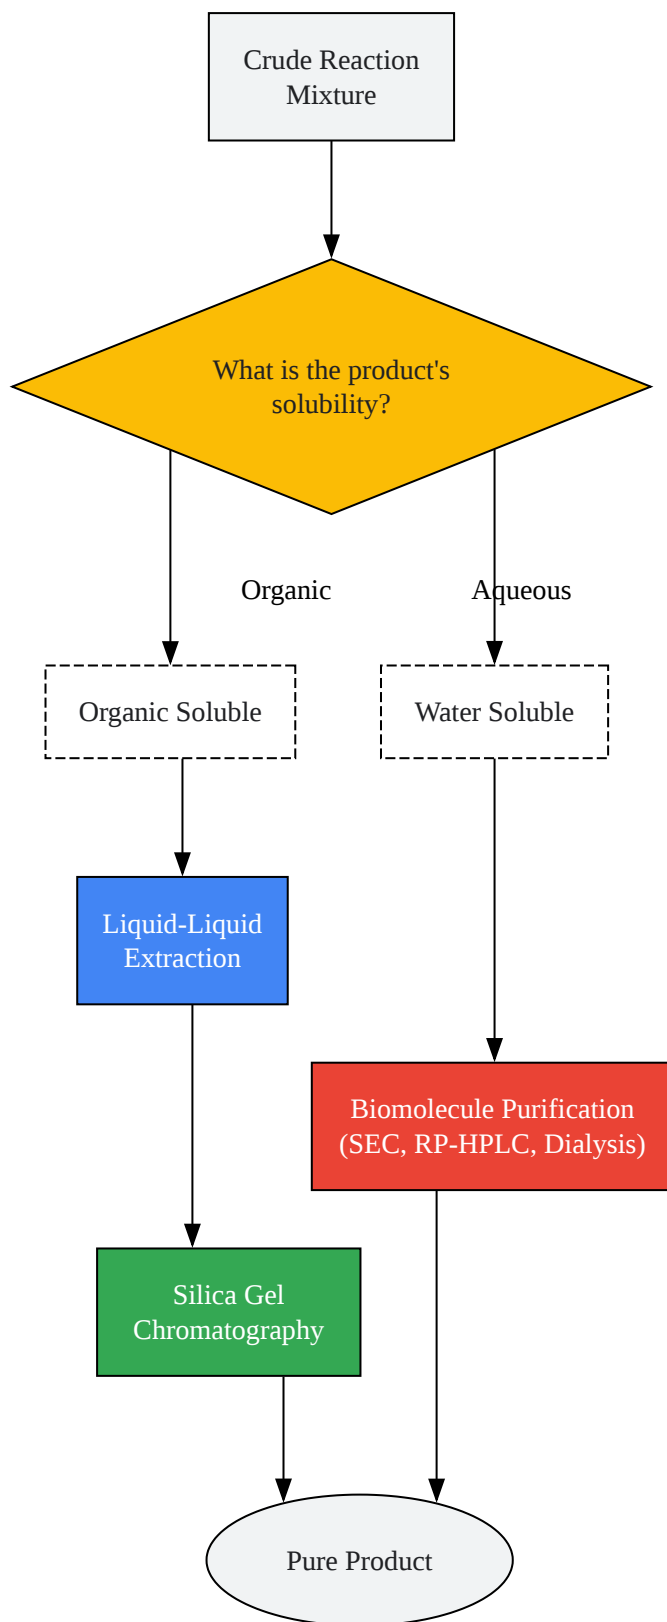 Crude Reaction
Mixture
What is the product's
solubility?
Organic
Aqueous
Organic Soluble
Water Soluble
Liquid-Liquid
Extraction
Biomolecule Purification
(SEC, RP-HPLC, Dialysis)
Silica Gel
Chromatography
Pure Product